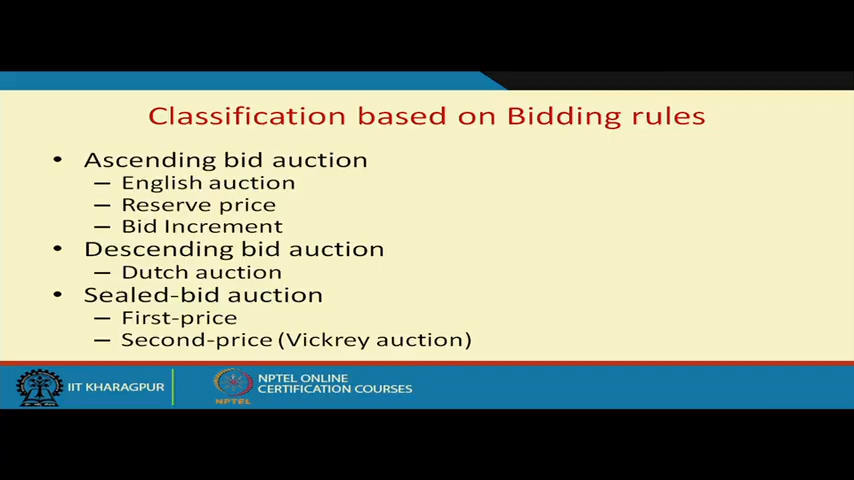 Classification based on Bidding rules
• Ascending bid auction
– English auction
– Reserve price
– Bid Increment
• Descending bid auction
– Dutch auction
• Sealed-bid auction
– First-price
– Second-price (Vickrey auction)
IIT KHARAGPUR
NPTEL
NPTEL ONLINE
CERTIFICATION COURSES